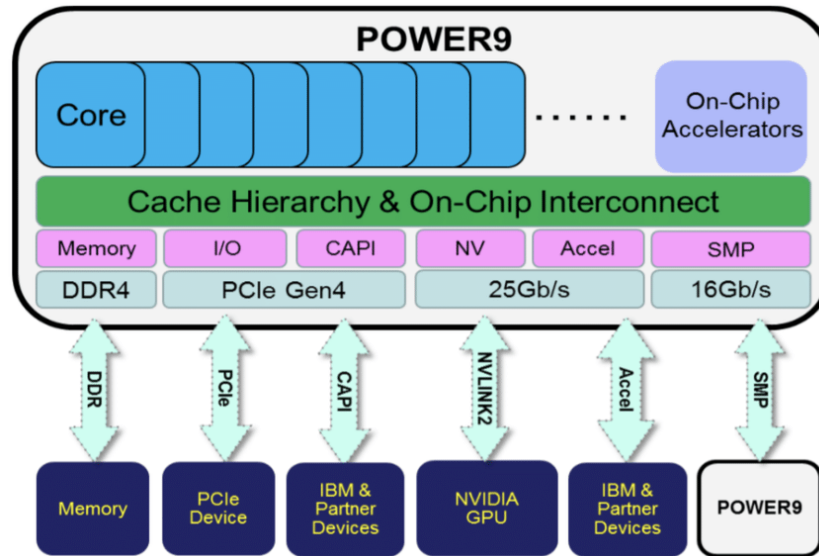 POWER9
Core
......
On-Chip
Accelerators
Cache Hierarchy & On-Chip Interconnect
Memory
I/O
CAPI
NV
Accel
SMP
DDR4
PCIe Gen4
25Gb/s
16Gb/s
DDR
PCIe
CAPI
NVLINK2
Accel
SMP
Memory
PCIe
Device
IBM &
Partner
Devices
NVIDIA
GPU
IBM &
Partner
Devices
POWER9